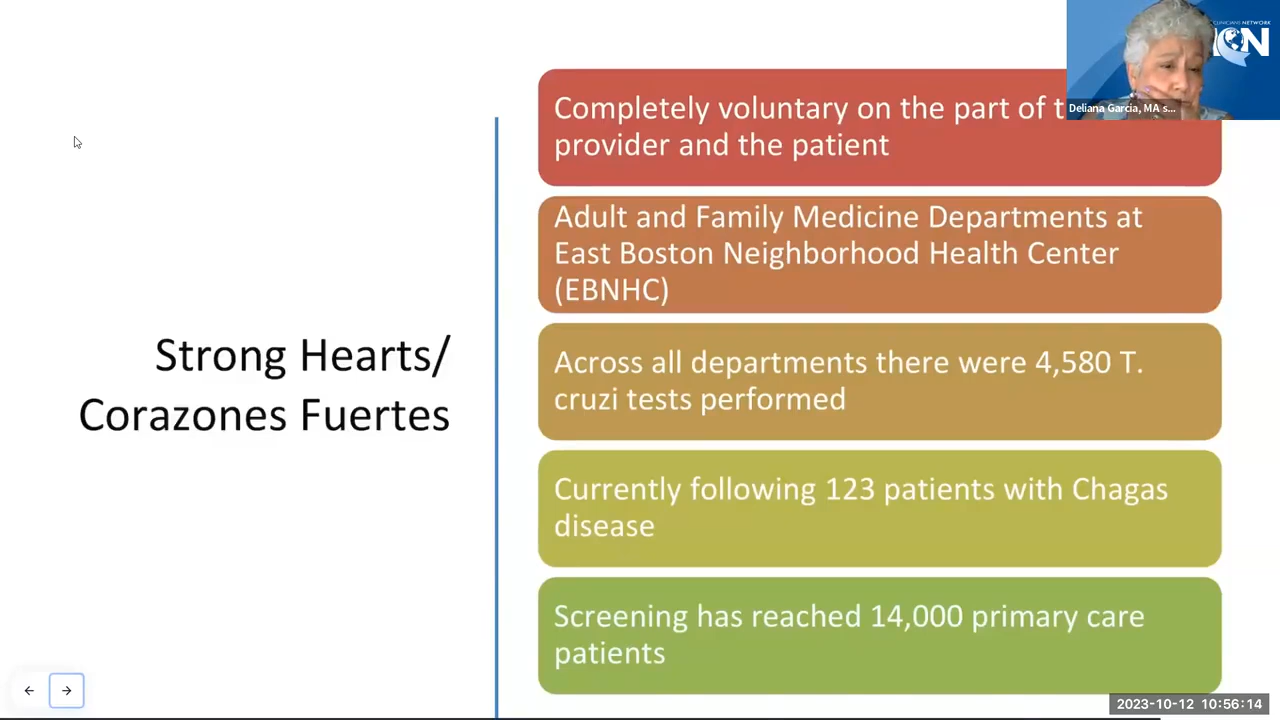 Strong Hearts/
Corazones Fuertes
Completely voluntary on the part of
provider and the patient
Adult and Family Medicine Departments at
East Boston Neighborhood Health Center
(EBNHC)
Across all departments there were 4,580 T.
cruzi tests performed
Currently following 123 patients with Chagas
disease
Screening has reached 14,000 primary care
patients
CLINICIANS NETWORK
Deliana Garcia, MA s...
2023-10-12 10:56:14